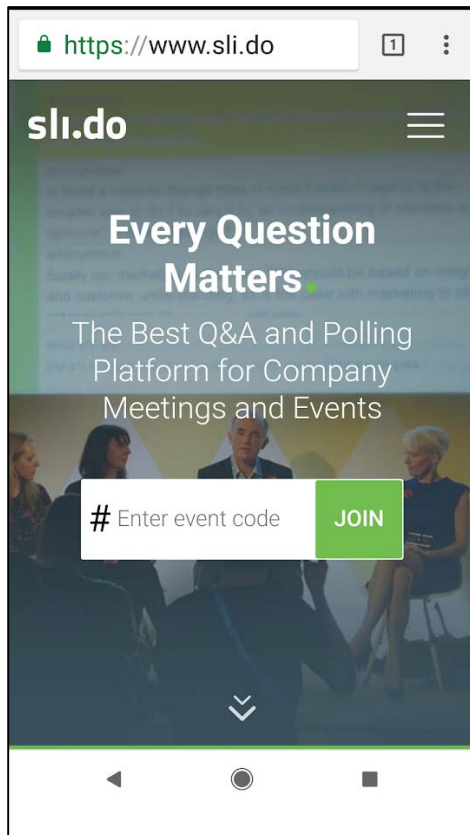 https://www.sli.do
1
sli.do
Every Question
Matters.
The Best Q&A and Polling
Platform for Company
Meetings and Events
# Enter event code
JOIN